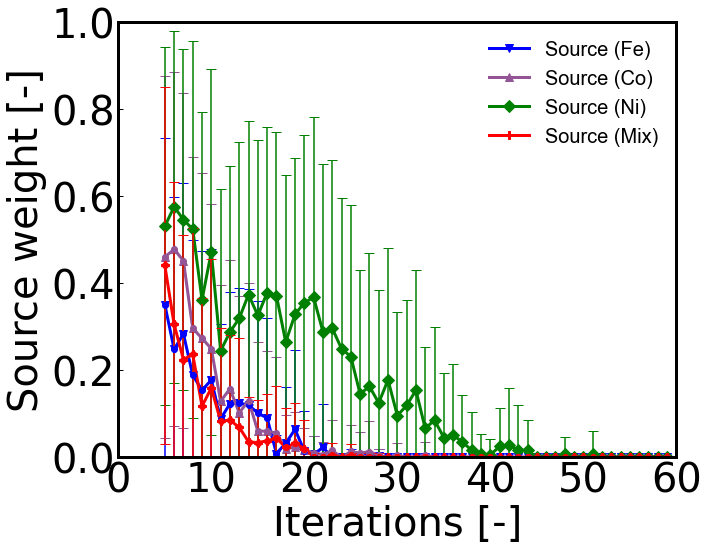 Source weight [-]
1.0
0.8
0.6
0.4
0.2
0.0
Source (Fe)
Source (Co)
Source (Ni)
Source (Mix)
0 10 20 30 40 50 60
Iterations [-]